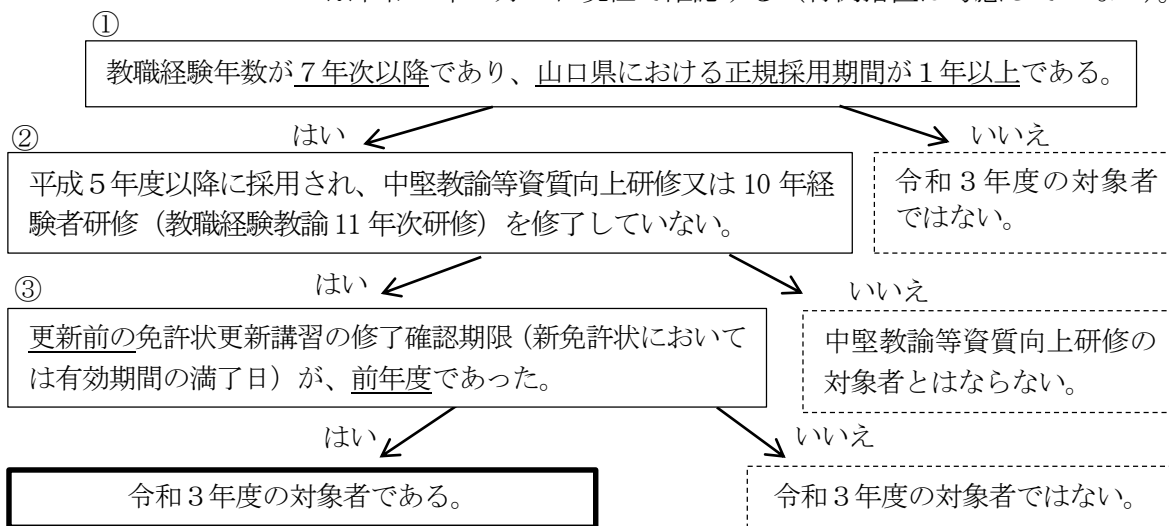 ①
教職経験年数が７年次以降であり、山口県における正規採用期間が１年以上である。
はい
いいえ
②
平成５年度以降に採用され、中堅教諭等資質向上研修又は 10 年経
験者研修（教職経験教諭 11 年次研修）を修了していない。
令和３年度の対象者
ではない。
はい
いいえ
③
更新前の免許状更新講習の修了確認期限（新免許状において
は有効期間の満了日）が、前年度であった。
中堅教諭等資質向上研修の
対象者とはならない。
はい
いいえ
令和３年度の対象者である。
令和３年度の対象者ではない。